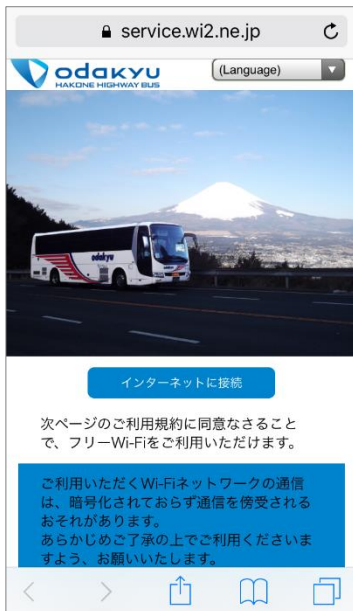 service.wi2.ne.jp
odakyu
HAKONE HIGHWAY BUS
(Language)
odakyu
インターネットに接続
次ページのご利用規約に同意なさること
で、フリーWi-Fiをご利用いただけます。
ご利用いただくWi-Fiネットワークの通信
は、暗号化されておらず通信を傍受される
おそれがあります。
あらかじめご了承の上でご利用くださいま
すよう、お願いいたします。